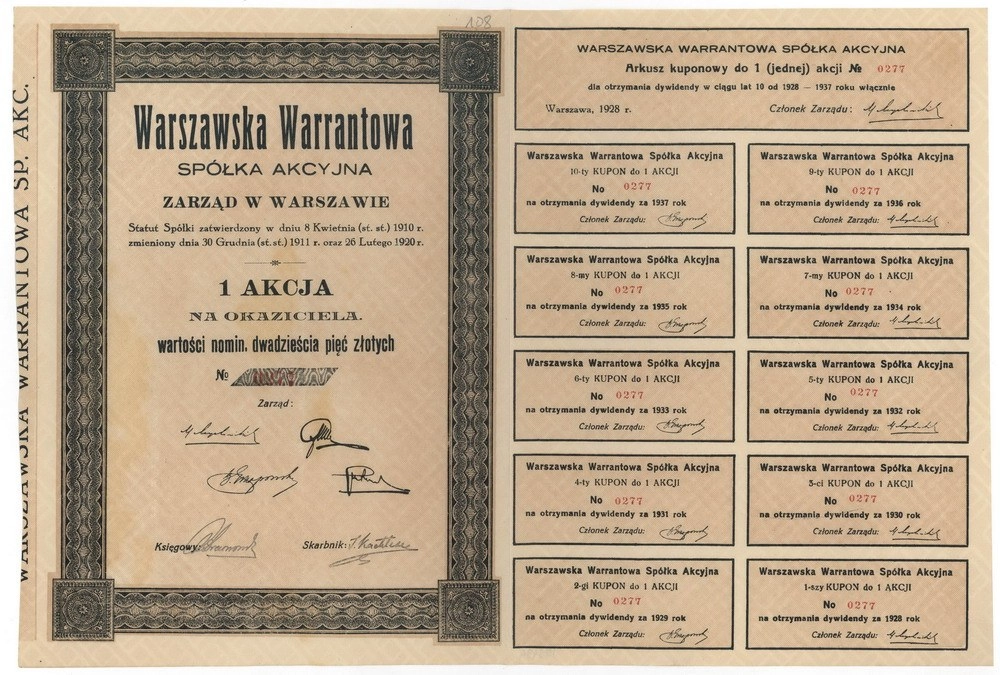 108
WARSZAWSKA WARRANTOWA SP. AKC.
Warszawska Warrantowa
SPÓŁKA AKCYJNA
ZARZĄD W WARSZAWIE
Statut Spółki zatwierdzony w dniu 8 Kwietnia (st. st.) 1910 r.
zmieniony dnia 30 Grudnia (st. st.) 1911 r. oraz 26 Lutego 1920 r.
1 AKCJA
NA OKAZICIELA.
wartości nomin. dwadzieścia pięć złotych
№
Zarząd:
Księgowy:
Skarbnik:
WARSZAWSKA WARRANTOWA SPÓŁKA AKCYJNA
Arkusz kuponowy do 1 (jednej) akcji № 0277
dla otrzymania dywidendy w ciągu lat 10 od 1928 — 1937 roku włącznie
Warszawa, 1928 r. Członek Zarządu:
Warszawska Warrantowa Spółka Akcyjna
10-ty KUPON do 1 AKCJI
No 0277
na otrzymanie dywidendy za 1937 rok
Członek Zarządu:
Warszawska Warrantowa Spółka Akcyjna
9-ty KUPON do 1 AKCJI
No 0277
na otrzymanie dywidendy za 1936 rok
Członek Zarządu:
Warszawska Warrantowa Spółka Akcyjna
8-my KUPON do 1 AKCJI
No 0277
na otrzymanie dywidendy za 1935 rok
Członek Zarządu:
Warszawska Warrantowa Spółka Akcyjna
7-my KUPON do 1 AKCJI
No 0277
na otrzymanie dywidendy za 1934 rok
Członek Zarządu:
Warszawska Warrantowa Spółka Akcyjna
6-ty KUPON do 1 AKCJI
No 0277
na otrzymanie dywidendy za 1933 rok
Członek Zarządu:
Warszawska Warrantowa Spółka Akcyjna
5-ty KUPON do 1 AKCJI
No 0277
na otrzymanie dywidendy za 1932 rok
Członek Zarządu:
Warszawska Warrantowa Spółka Akcyjna
4-ty KUPON do 1 AKCJI
No 0277
na otrzymanie dywidendy za 1931 rok
Członek Zarządu:
Warszawska Warrantowa Spółka Akcyjna
3-ci KUPON do 1 AKCJI
No 0277
na otrzymanie dywidendy za 1930 rok
Członek Zarządu:
Warszawska Warrantowa Spółka Akcyjna
2-gi KUPON do 1 AKCJI
No 0277
na otrzymanie dywidendy za 1929 rok
Członek Zarządu:
Warszawska Warrantowa Spółka Akcyjna
1-szy KUPON do 1 AKCJI
No 0277
na otrzymanie dywidendy za 1928 rok
Członek Zarządu: